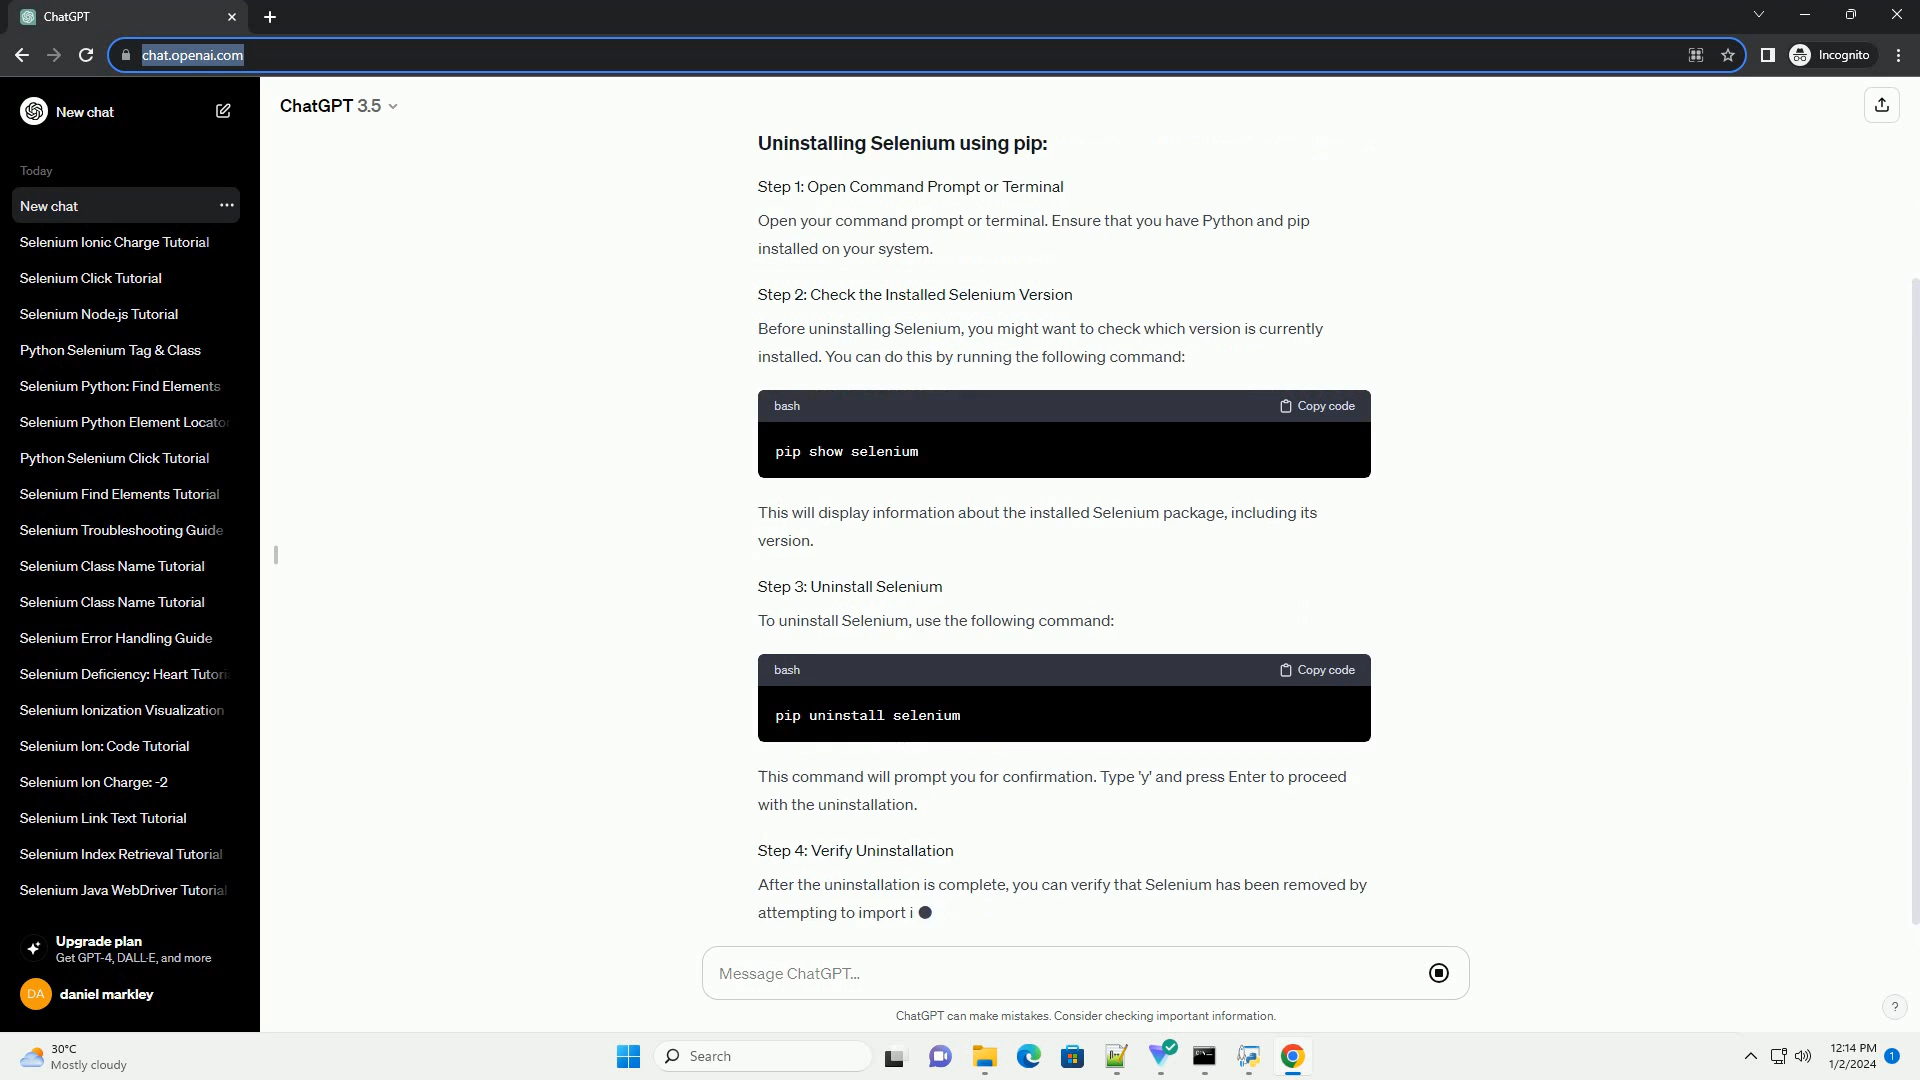 ChatGPT
chat.openai.com
Incognito
New chat
Today
New chat
Selenium Ionic Charge Tutorial
Selenium Click Tutorial
Selenium Node.js Tutorial
Python Selenium Tag & Class
Selenium Python: Find Elements
Selenium Python Element Locator
Python Selenium Click Tutorial
Selenium Find Elements Tutorial
Selenium Troubleshooting Guide
Selenium Class Name Tutorial
Selenium Class Name Tutorial
Selenium Error Handling Guide
Selenium Deficiency: Heart Tutori
Selenium Ionization Visualization
Selenium Ion: Code Tutorial
Selenium Ion Charge: -2
Selenium Link Text Tutorial
Selenium Index Retrieval Tutorial
Selenium Java WebDriver Tutorial
Upgrade plan
Get GPT-4, DALL·E, and more
DA
daniel markley
ChatGPT 3.5
Uninstalling Selenium using pip:
Step 1: Open Command Prompt or Terminal
Open your command prompt or terminal. Ensure that you have Python and pip
installed on your system.
Step 2: Check the Installed Selenium Version
Before uninstalling Selenium, you might want to check which version is currently
installed. You can do this by running the following command:
bash
Copy code
pip show selenium
This will display information about the installed Selenium package, including its
version.
Step 3: Uninstall Selenium
To uninstall Selenium, use the following command:
bash
Copy code
pip uninstall selenium
This command will prompt you for confirmation. Type 'y' and press Enter to proceed
with the uninstallation.
Step 4: Verify Uninstallation
After the uninstallation is complete, you can verify that Selenium has been removed by
attempting to import i
Message ChatGPT...
ChatGPT can make mistakes. Consider checking important information.
?
30°C
Mostly cloudy
Search
12:14 PM
1/2/2024
1